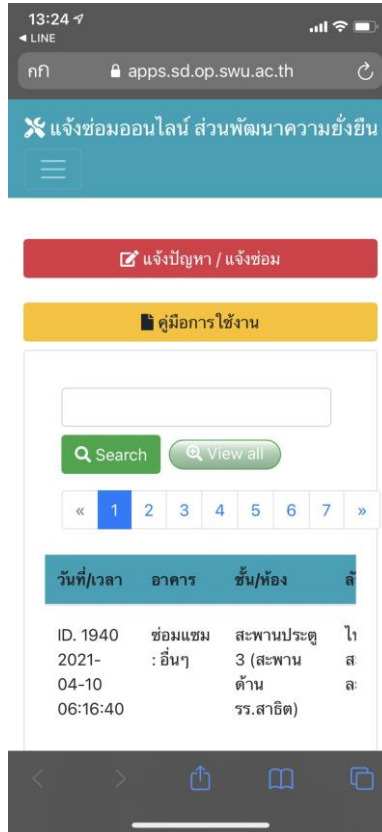 13:24
LINE
กก apps.sd.op.swu.ac.th
แจ้งซ่อมออนไลน์ ส่วนพัฒนาความยั่งยืน
แจ้งปัญหา / แจ้งซ่อม
คู่มือการใช้งาน
Search View all
« 1 2 3 4 5 6 7 »
วันที่/เวลา อาคาร ชั้น/ห้อง
ID. 1940 ซ่อมแซม สะพานประตู
2021- : อื่นๆ 3 (สะพาน
04-10 ด้าน
06:16:40 รร.สาธิต)